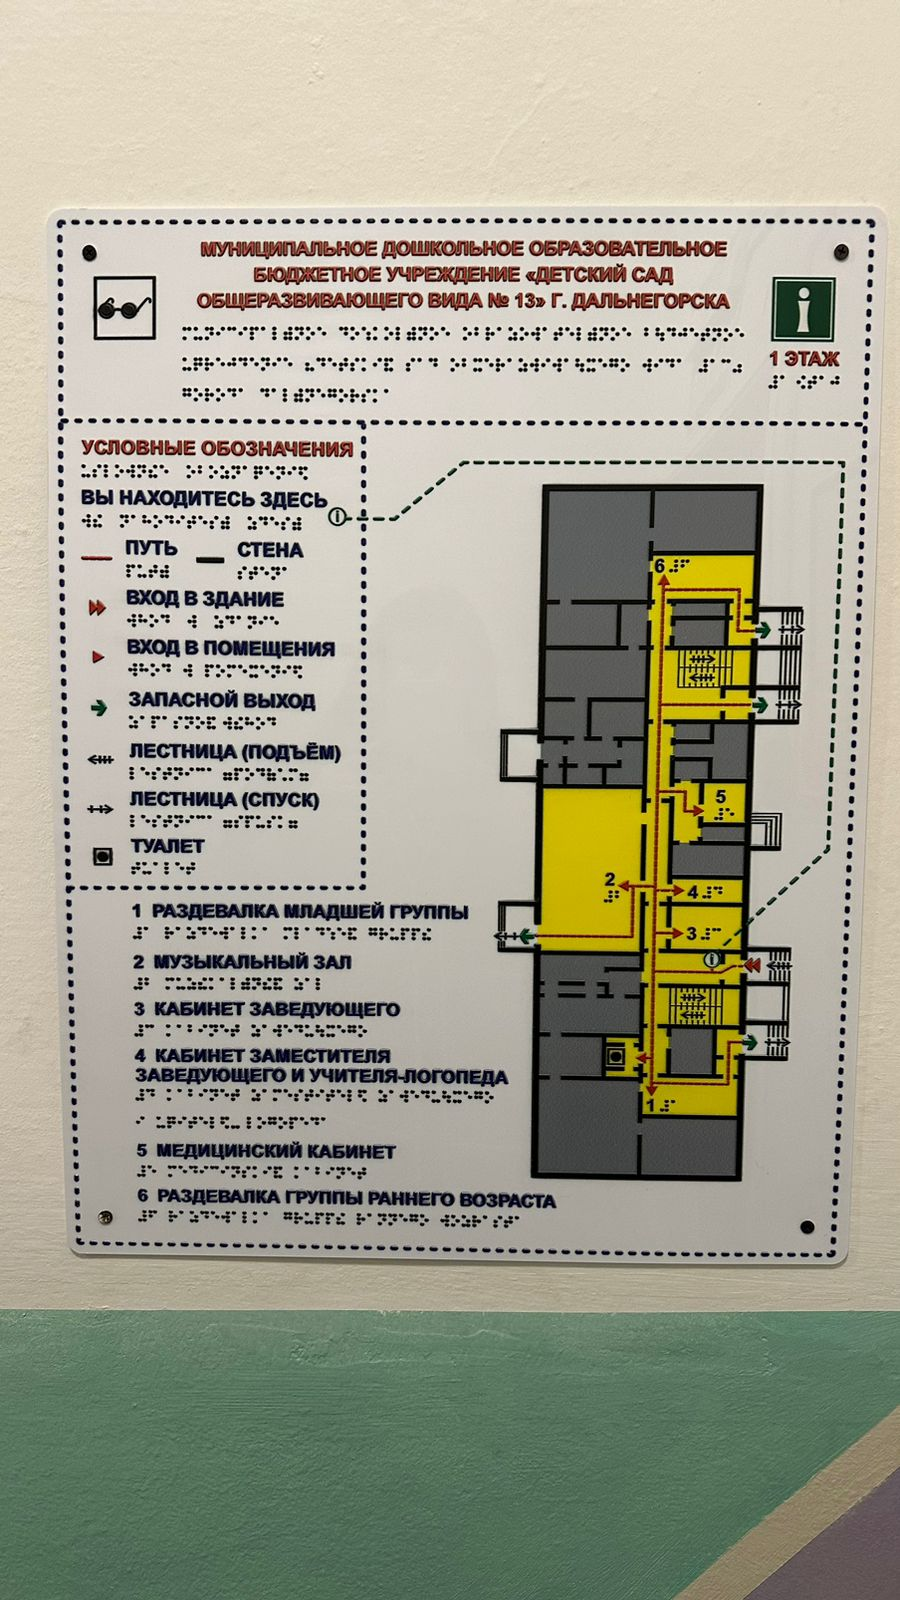 МУНИЦИПАЛЬНОЕ ДОШКОЛЬНОЕ ОБРАЗОВАТЕЛЬНОЕ
БЮДЖЕТНОЕ УЧРЕЖДЕНИЕ «ДЕТСКИЙ САД
ОБЩЕРАЗВИВАЮЩЕГО ВИДА № 13» Г. ДАЛЬНЕГОРСКА
i
1 ЭТАЖ
УСЛОВНЫЕ ОБОЗНАЧЕНИЯ
ВЫ НАХОДИТЕСЬ ЗДЕСЬ
i
ПУТЬ
СТЕНА
ВХОД В ЗДАНИЕ
ВХОД В ПОМЕЩЕНИЯ
ЗАПАСНОЙ ВЫХОД
ЛЕСТНИЦА (ПОДЪЁМ)
ЛЕСТНИЦА (СПУСК)
ТУАЛЕТ
1 РАЗДЕВАЛКА МЛАДШЕЙ ГРУППЫ
2 МУЗЫКАЛЬНЫЙ ЗАЛ
3 КАБИНЕТ ЗАВЕДУЮЩЕГО
4 КАБИНЕТ ЗАМЕСТИТЕЛЯ
ЗАВЕДУЮЩЕГО И УЧИТЕЛЯ-ЛОГОПЕДА
5 МЕДИЦИНСКИЙ КАБИНЕТ
6 РАЗДЕВАЛКА ГРУППЫ РАННЕГО ВОЗРАСТА
6
5
2
4
3
i
1